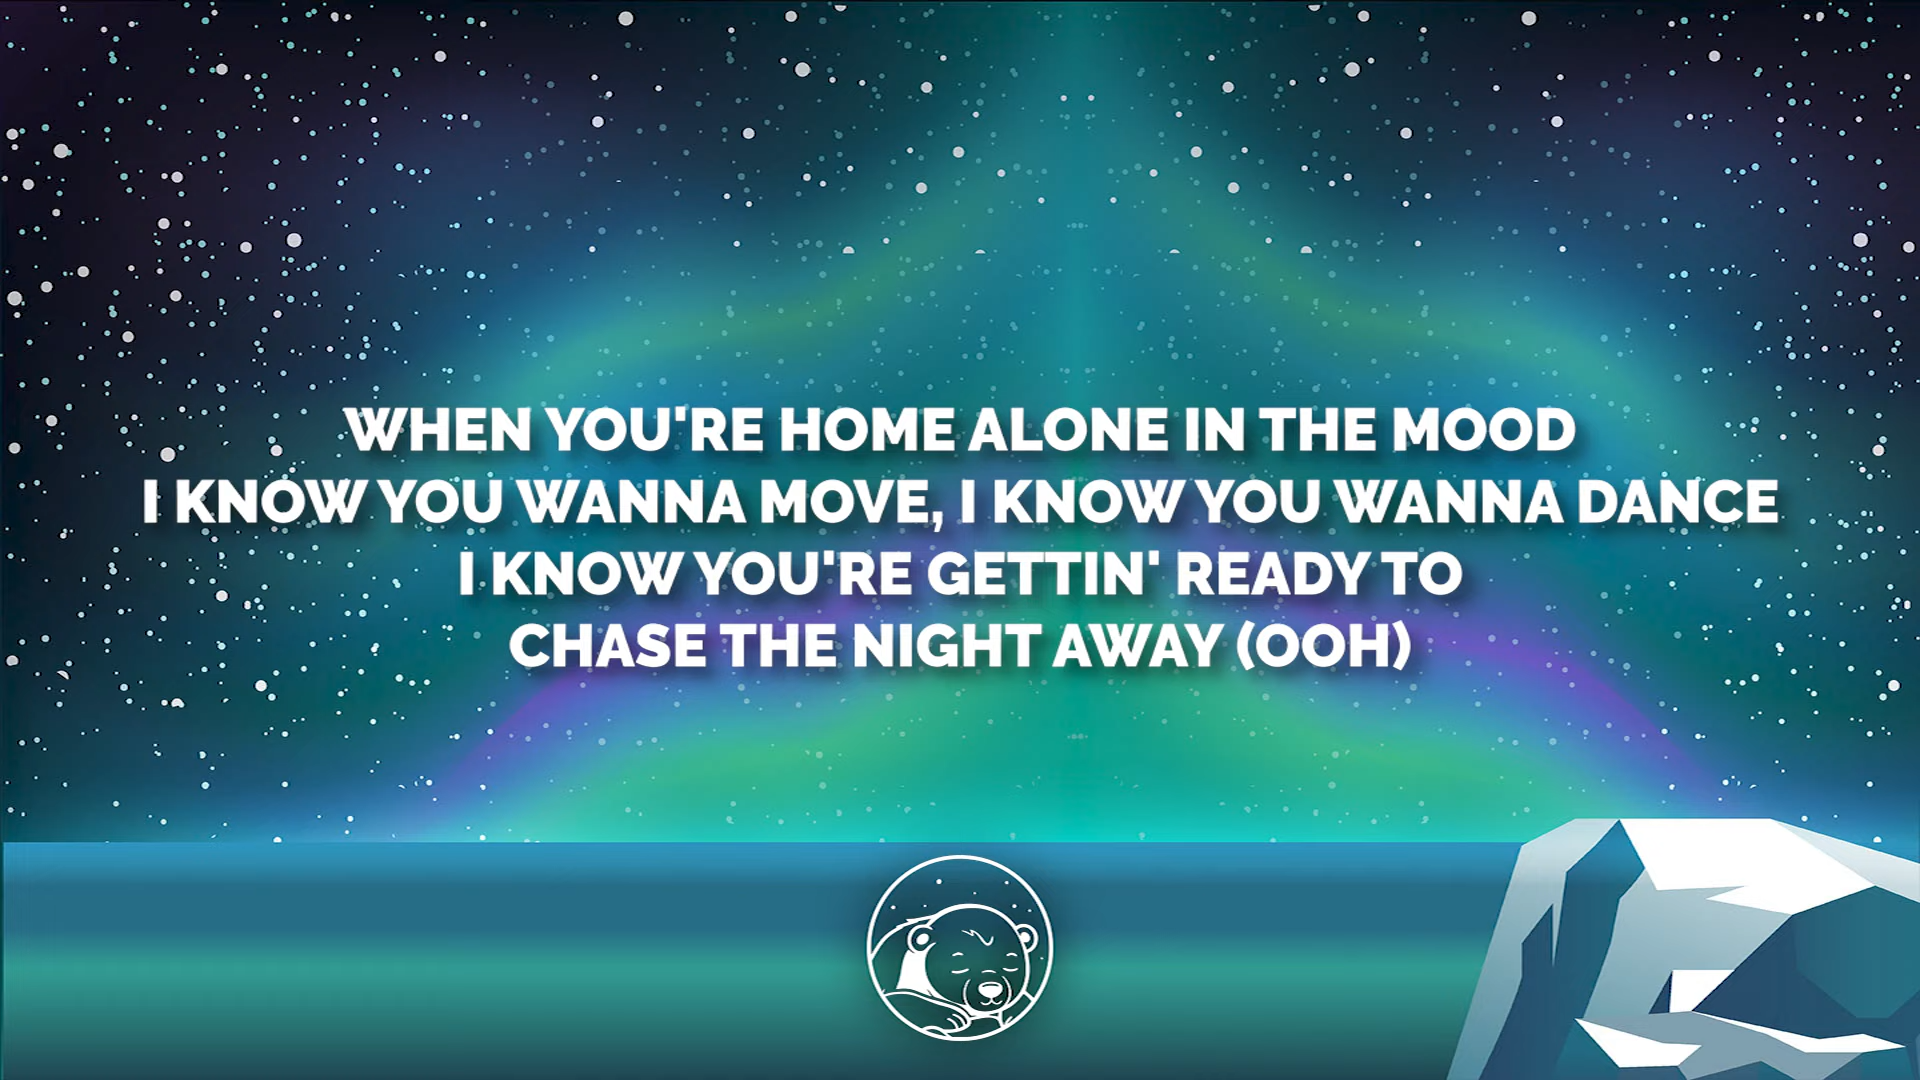 WHEN YOU'RE HOME ALONE IN THE MOOD
I KNOW YOU WANNA MOVE, I KNOW YOU WANNA DANCE
I KNOW YOU'RE GETTIN' READY TO
CHASE THE NIGHT AWAY (OOH)